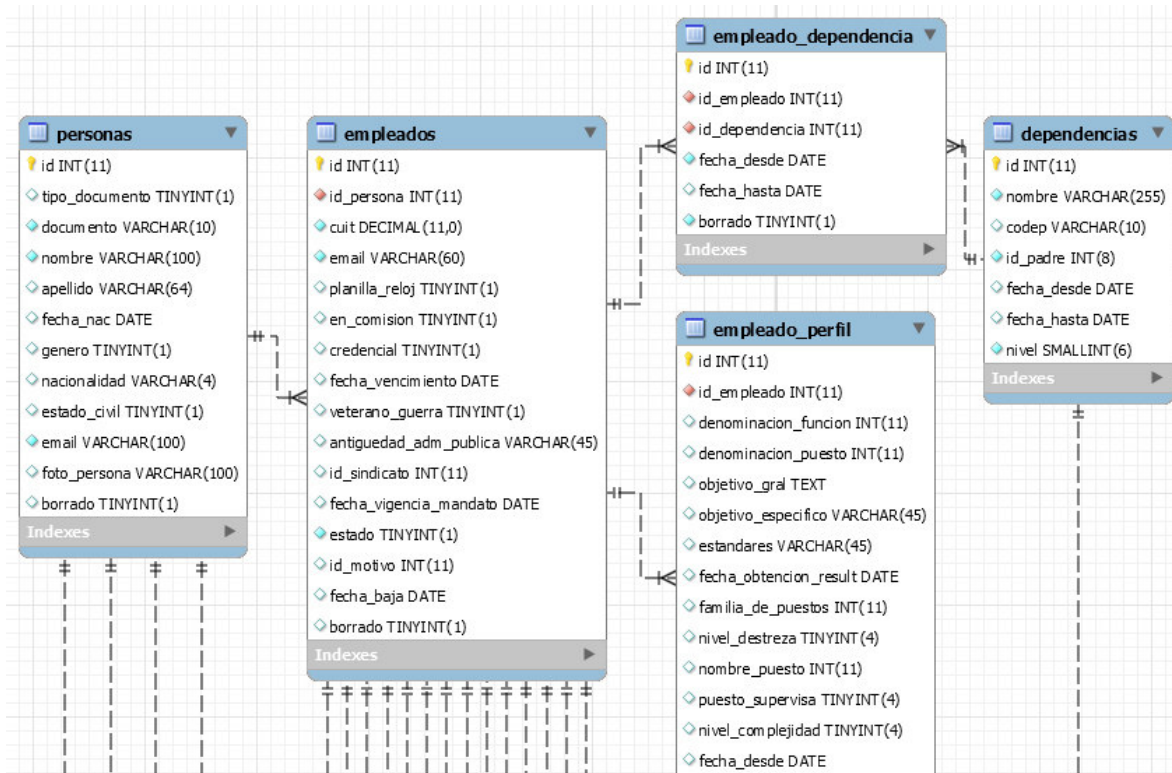 personas
id INT(11)
tipo_documento TINYINT(1)
documento VARCHAR(10)
nombre VARCHAR(100)
apellido VARCHAR(64)
fecha_nac DATE
genero TINYINT(1)
nacionalidad VARCHAR(4)
estado_civil TINYINT(1)
email VARCHAR(100)
foto_persona VARCHAR(100)
borrado TINYINT(1)
Indexes
empleados
id INT(11)
id_persona INT(11)
cuit DECIMAL(11,0)
email VARCHAR(60)
planilla_reloj TINYINT(1)
en_comision TINYINT(1)
credencial TINYINT(1)
fecha_vencimiento DATE
veterano_guerra TINYINT(1)
antiguedad_adm_publica VARCHAR(45)
id_sindicato INT(11)
fecha_vigencia_mandato DATE
estado TINYINT(1)
id_motivo INT(11)
fecha_baja DATE
borrado TINYINT(1)
Indexes
empleado_dependencia
id INT(11)
id_empleado INT(11)
id_dependencia INT(11)
fecha_desde DATE
fecha_hasta DATE
borrado TINYINT(1)
Indexes
empleado_perfil
id INT(11)
id_empleado INT(11)
denominacion_funcion INT(11)
denominacion_puesto INT(11)
objetivo_gral TEXT
objetivo_especifico VARCHAR(45)
estandares VARCHAR(45)
fecha_obtencion_result DATE
familia_de_puestos INT(11)
nivel_destreza TINYINT(4)
nombre_puesto INT(11)
puesto_supervisa TINYINT(4)
nivel_complejidad TINYINT(4)
fecha_desde DATE
dependencias
id INT(11)
nombre VARCHAR(255)
codep VARCHAR(10)
id_padre INT(8)
fecha_desde DATE
fecha_hasta DATE
nivel SMALLINT(6)
Indexes